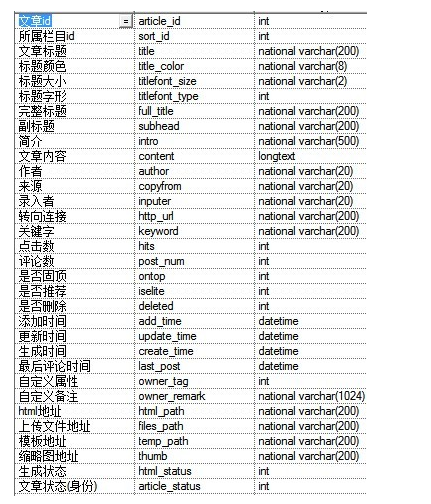 文章id = article_id int
所属栏目id sort_id int
文章标题 title national varchar(200)
标题颜色 title_color national varchar(8)
标题大小 titlefont_size national varchar(2)
标题字形 titlefont_type int
完整标题 full_title national varchar(200)
副标题 subhead national varchar(200)
简介 intro national varchar(500)
文章内容 content longtext
作者 author national varchar(20)
来源 copyfrom national varchar(20)
录入者 inputer national varchar(20)
转向连接 http_url national varchar(200)
关键字 keyword national varchar(200)
点击数 hits int
评论数 post_num int
是否固顶 ontop int
是否推荐 iselite int
是否删除 deleted int
添加时间 add_time datetime
更新时间 update_time datetime
生成时间 create_time datetime
最后评论时间 last_post datetime
自定义属性 owner_tag int
自定义备注 owner_remark national varchar(1024)
html地址 html_path national varchar(200)
上传文件地址 files_path national varchar(200)
模板地址 temp_path national varchar(200)
缩略图地址 thumb national varchar(200)
生成状态 html_status int
文章状态(身份) article_status int